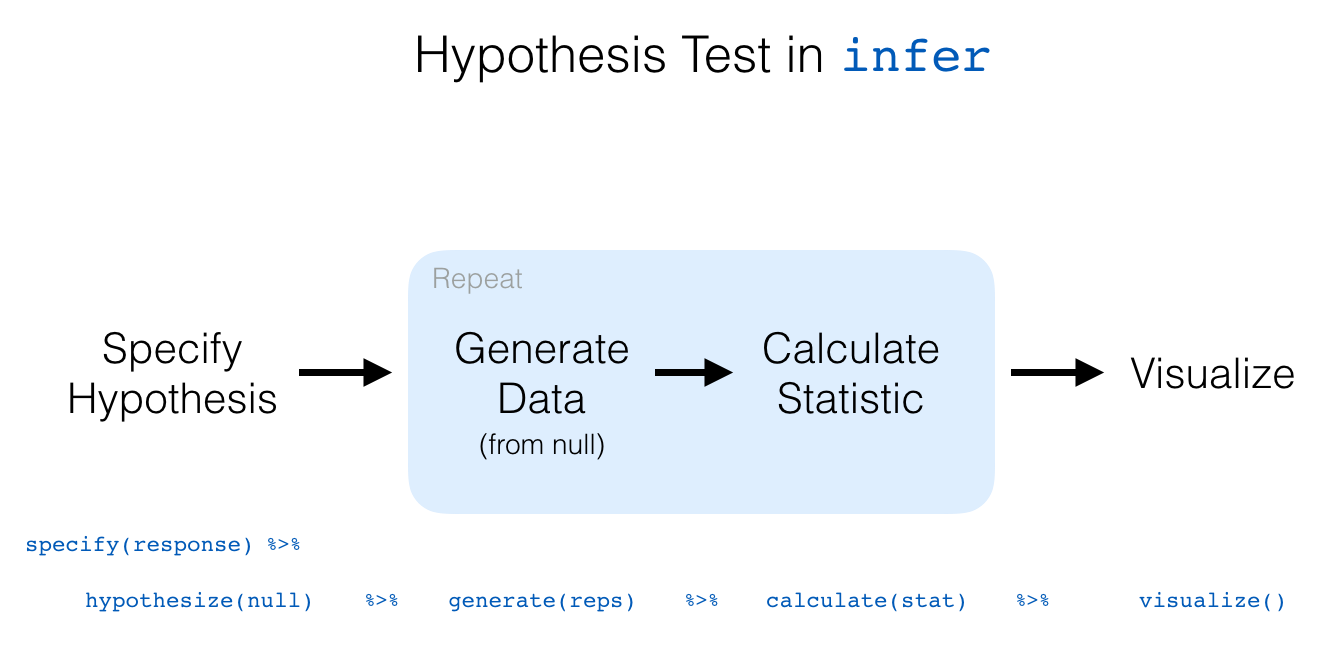 Hypothesis Test in infer
Repeat
Specify
Hypothesis
Generate
Data
(from null)
Calculate
Statistic
Visualize
specify(response) %>%
hypothesize(null) %>% generate(reps) %>% calculate(stat) %>% visualize()